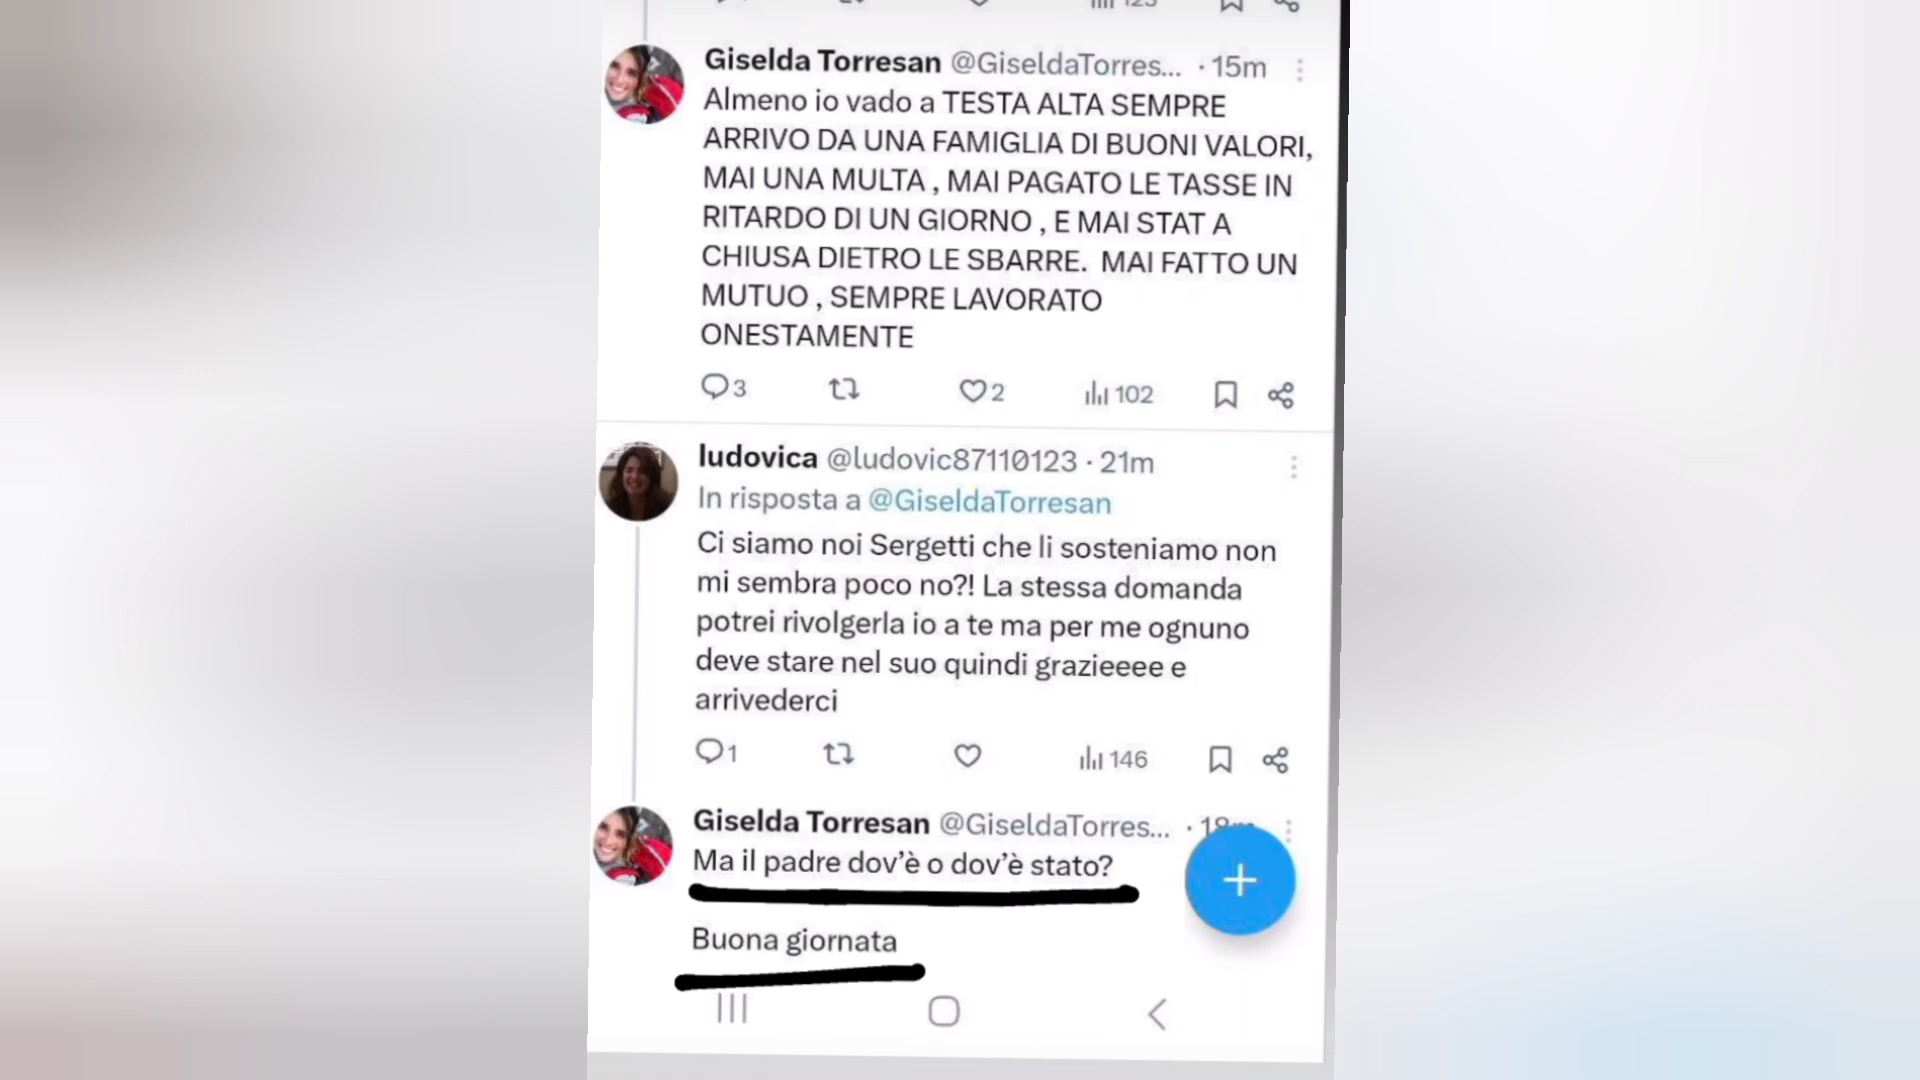 123
Giselda Torresan @GiseldaTorres... · 15m
Almeno io vado a TESTA ALTA SEMPRE
ARRIVO DA UNA FAMIGLIA DI BUONI VALORI,
MAI UNA MULTA , MAI PAGATO LE TASSE IN
RITARDO DI UN GIORNO , E MAI STAT A
CHIUSA DIETRO LE SBARRE. MAI FATTO UN
MUTUO , SEMPRE LAVORATO
ONESTAMENTE
3 2 102
ludovica @ludovic87110123 · 21m
In risposta a @GiseldaTorresan
Ci siamo noi Sergetti che li sosteniamo non
mi sembra poco no?! La stessa domanda
potrei rivolgerla io a te ma per me ognuno
deve stare nel suo quindi grazieeee e
arrivederci
1 146
Giselda Torresan @GiseldaTorres... · 18m
Ma il padre dov'è o dov'è stato?
Buona giornata